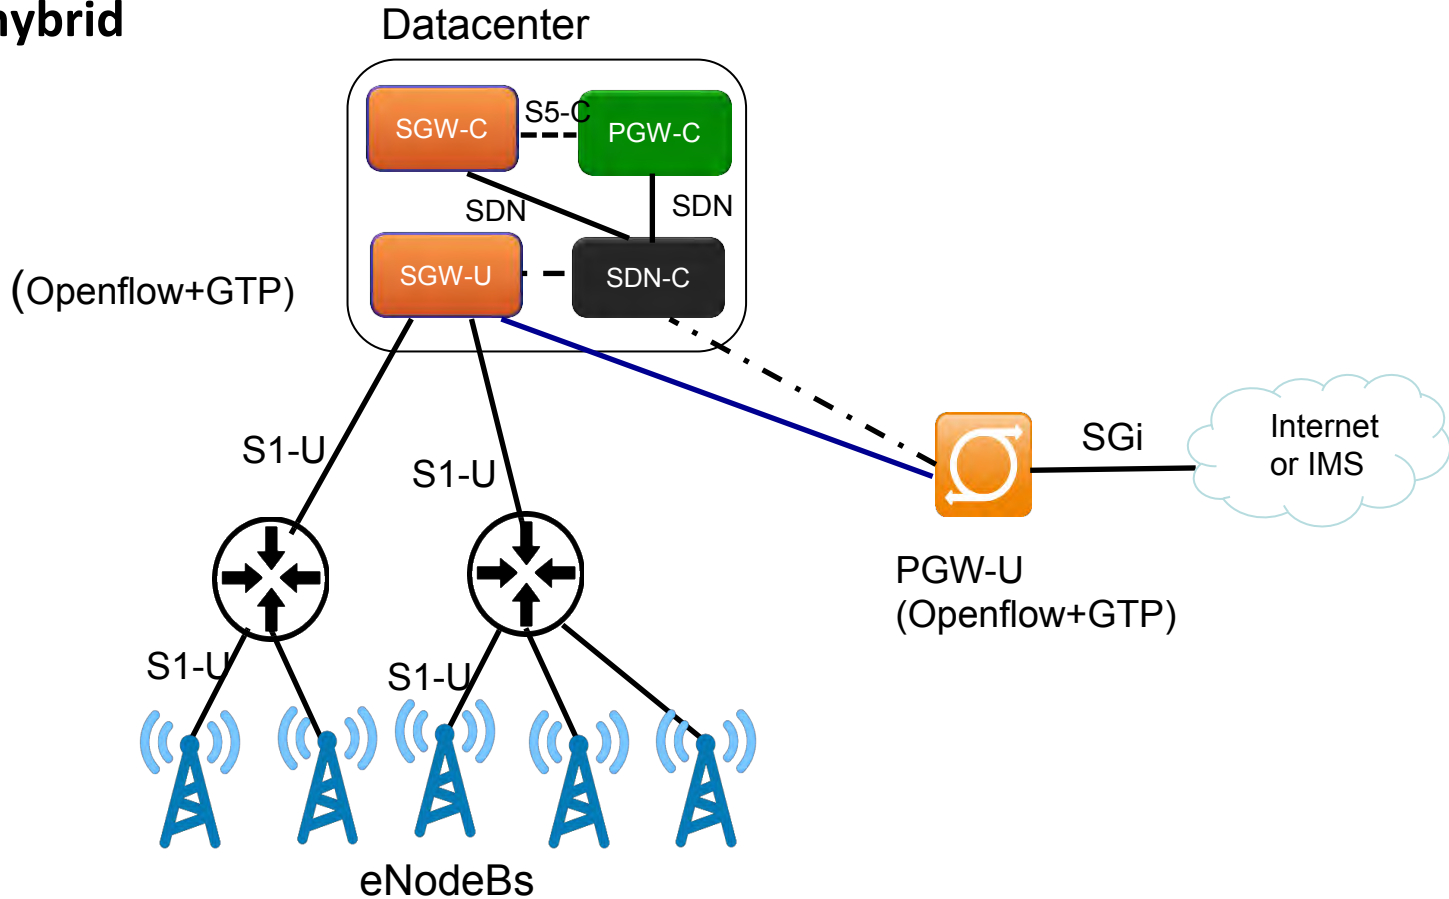 hybrid
Datacenter
SGW-C
S5-C
PGW-C
SDN
SDN
(Openflow+GTP)
SGW-U
SDN-C
S1-U
S1-U
SGi
Internet
or IMS
PGW-U
(Openflow+GTP)
S1-U
S1-U
eNodeBs